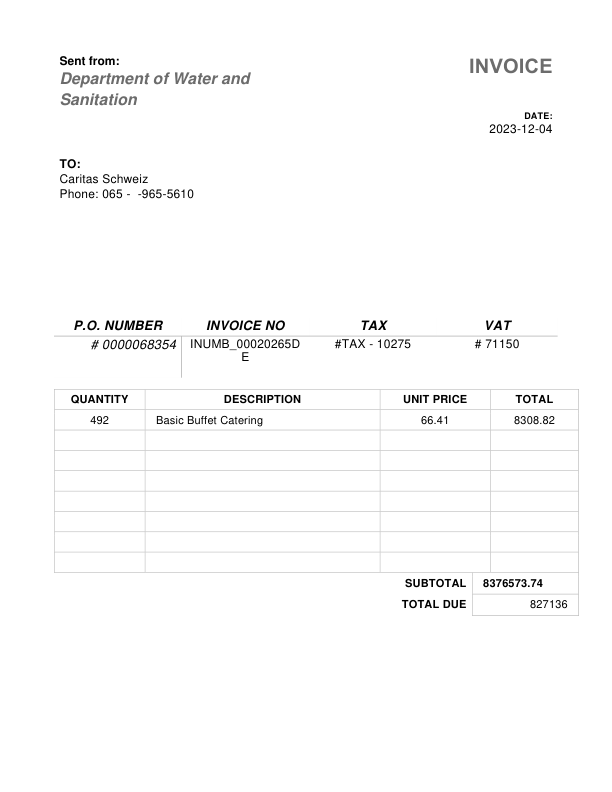 Sent from:
Department of Water and
Sanitation
INVOICE
DATE:
2023-12-04
TO:
Caritas Schweiz
Phone: 065 -  -965-5610
P.O. NUMBER INVOICE NO TAX VAT
# 0000068354 INUMB_00020265D #TAX - 10275 # 71150
E
QUANTITY DESCRIPTION UNIT PRICE TOTAL
492 Basic Buffet Catering 66.41 8308.82
SUBTOTAL 8376573.74
TOTAL DUE 827136